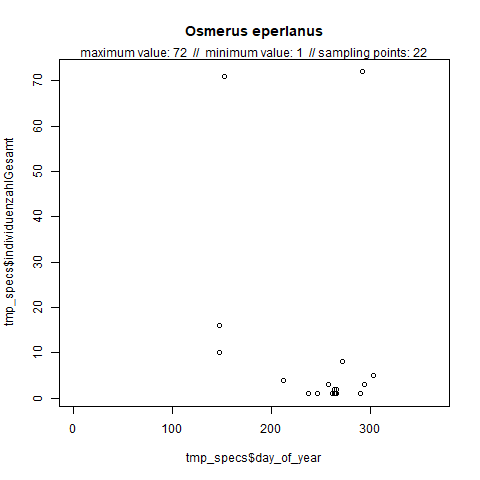 Osmerus eperlanus
maximum value: 72 // minimum value: 1 // sampling points: 22
tmp_specs$individuenzahlGesamt
70
60
50
40
30
20
10
0
0 100 200 300
tmp_specs$day_of_year